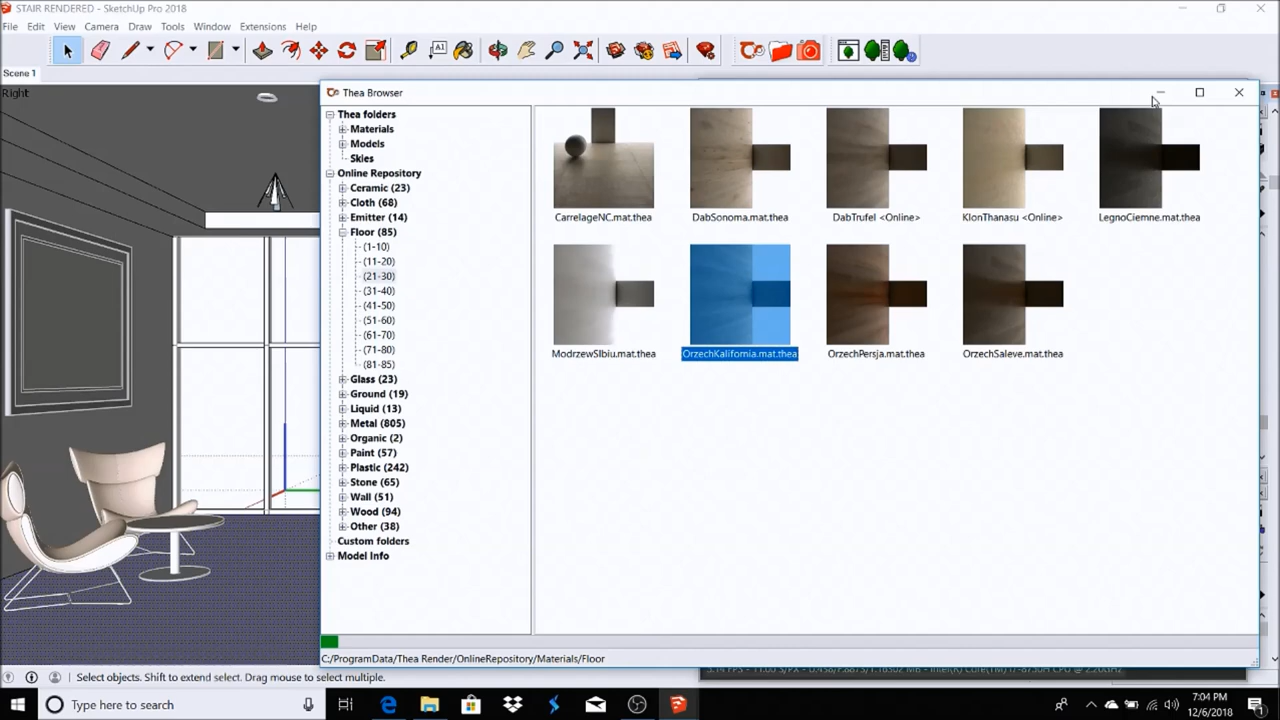 STAIR RENDERED - SketchUp Pro 2018
File Edit View Camera Draw Tools Window Extensions Help
Scene 1
Right
Thea Browser
Thea folders
Materials
Models
Skies
Online Repository
Ceramic (23)
Cloth (68)
Emitter (14)
Floor (85)
(1-10)
(11-20)
(21-30)
(31-40)
(41-50)
(51-60)
(61-70)
(71-80)
(81-85)
Glass (23)
Ground (19)
Liquid (13)
Metal (805)
Organic (2)
Paint (57)
Plastic (242)
Stone (65)
Wall (51)
Wood (94)
Other (38)
Custom folders
Model Info
CarrelageNC.mat.thea DabSonoma.mat.thea DabTrufel <Online> KlonThanasu <Online> LegnoCiemne.mat.thea
ModrzewSIbiu.mat.thea OrzechKalifornia.mat.thea OrzechPersja.mat.thea OrzechSaleve.mat.thea
C:/ProgramData/Thea Render/OnlineRepository/Materials/Floor
Select objects. Shift to extend select. Drag mouse to select multiple.
Type here to search
7:04 PM
12/6/2018